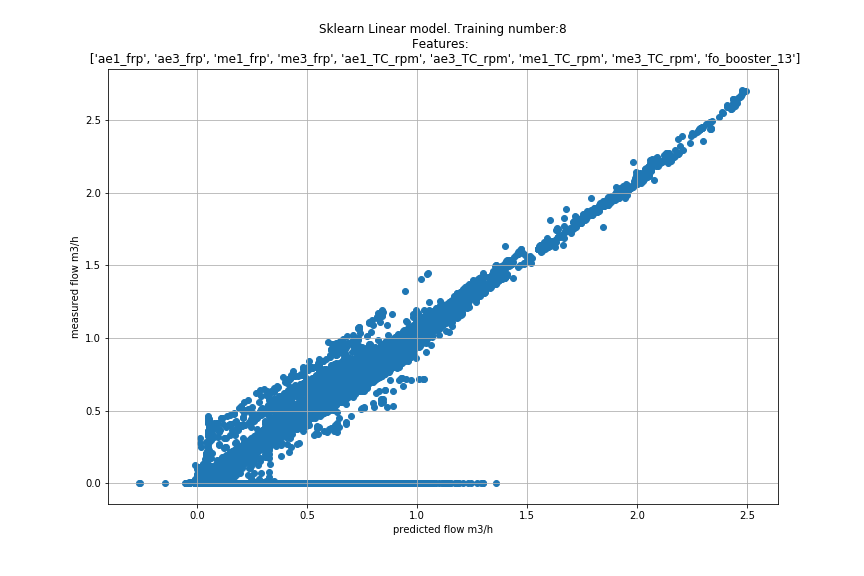 Sklearn Linear model. Training number:8
Features:
['ae1_frp', 'ae3_frp', 'me1_frp', 'me3_frp', 'ae1_TC_rpm', 'ae3_TC_rpm', 'me1_TC_rpm', 'me3_TC_rpm', 'fo_booster_13']
measured flow m3/h
2.5
2.0
1.5
1.0
0.5
0.0
0.0 0.5 1.0 1.5 2.0 2.5
predicted flow m3/h